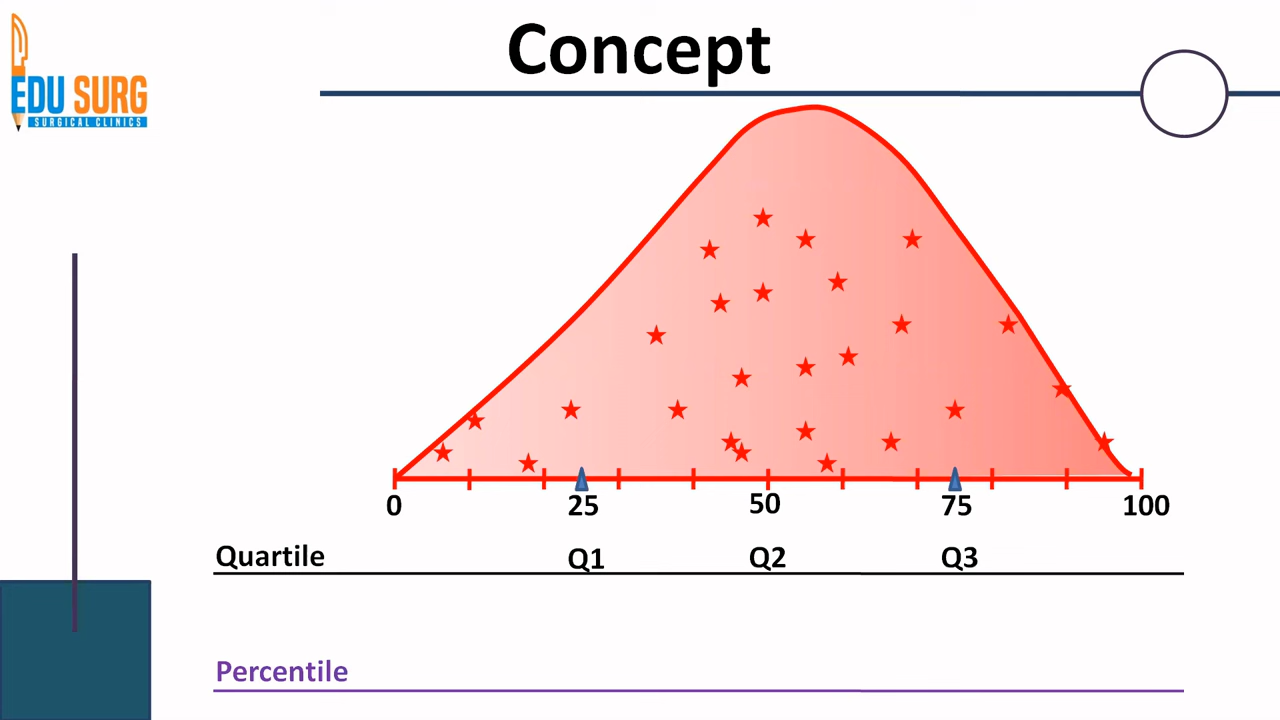 Concept
EDU SURG
SURGICAL CLINICS
0 25 50 75 100
Quartile Q1 Q2 Q3
Percentile